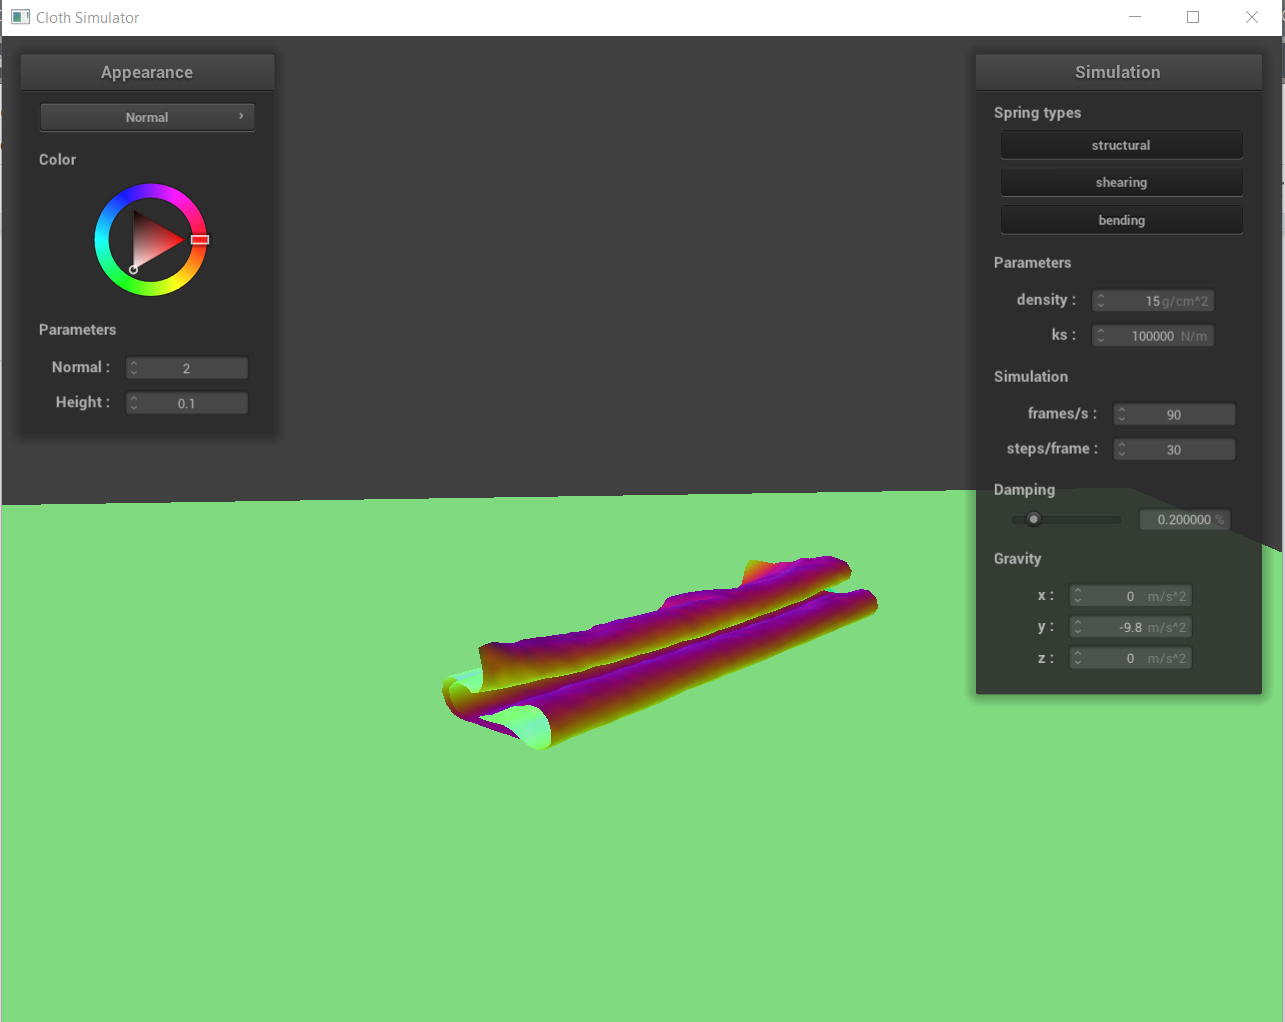 Cloth Simulator
Appearance
Normal
Color
Parameters
Normal : 2
Height : 0.1
Simulation
Spring types
structural
shearing
bending
Parameters
density : 15 g/cm^2
ks : 100000 N/m
Simulation
frames/s : 90
steps/frame : 30
Damping
0.200000 %
Gravity
x : 0 m/s^2
y : -9.8 m/s^2
z : 0 m/s^2